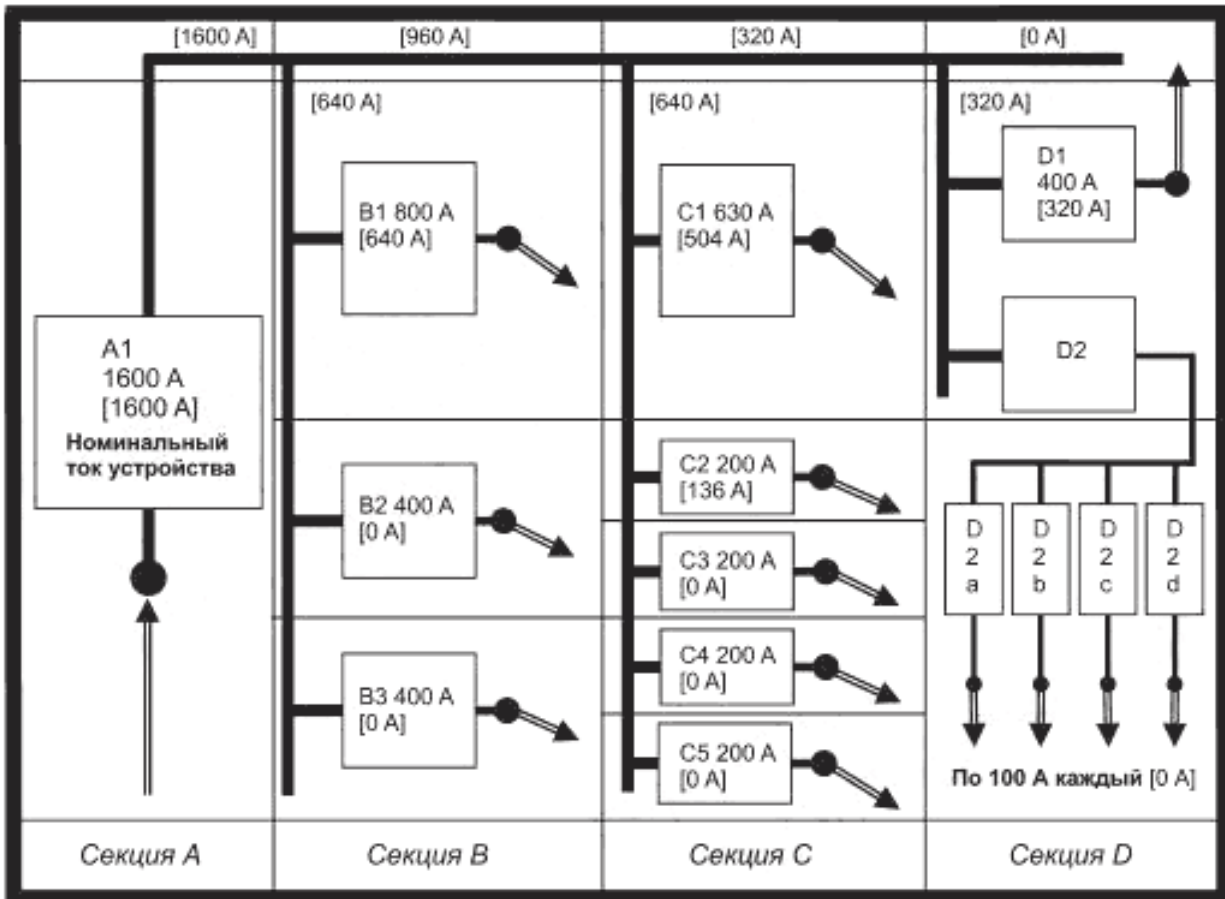 [1600 А]
[960 А]
[320 А]
[0 А]
[640 А]
[640 А]
[320 А]
A1
1600 А
[1600 А]
Номинальный
ток устройства
B1 800 А
[640 А]
B2 400 А
[0 А]
B3 400 А
[0 А]
C1 630 А
[504 А]
C2 200 А
[136 А]
C3 200 А
[0 А]
C4 200 А
[0 А]
C5 200 А
[0 А]
D1
400 А
[320 А]
D2
D
2
a
D
2
b
D
2
c
D
2
d
По 100 А каждый [0 А]
Секция A
Секция B
Секция C
Секция D